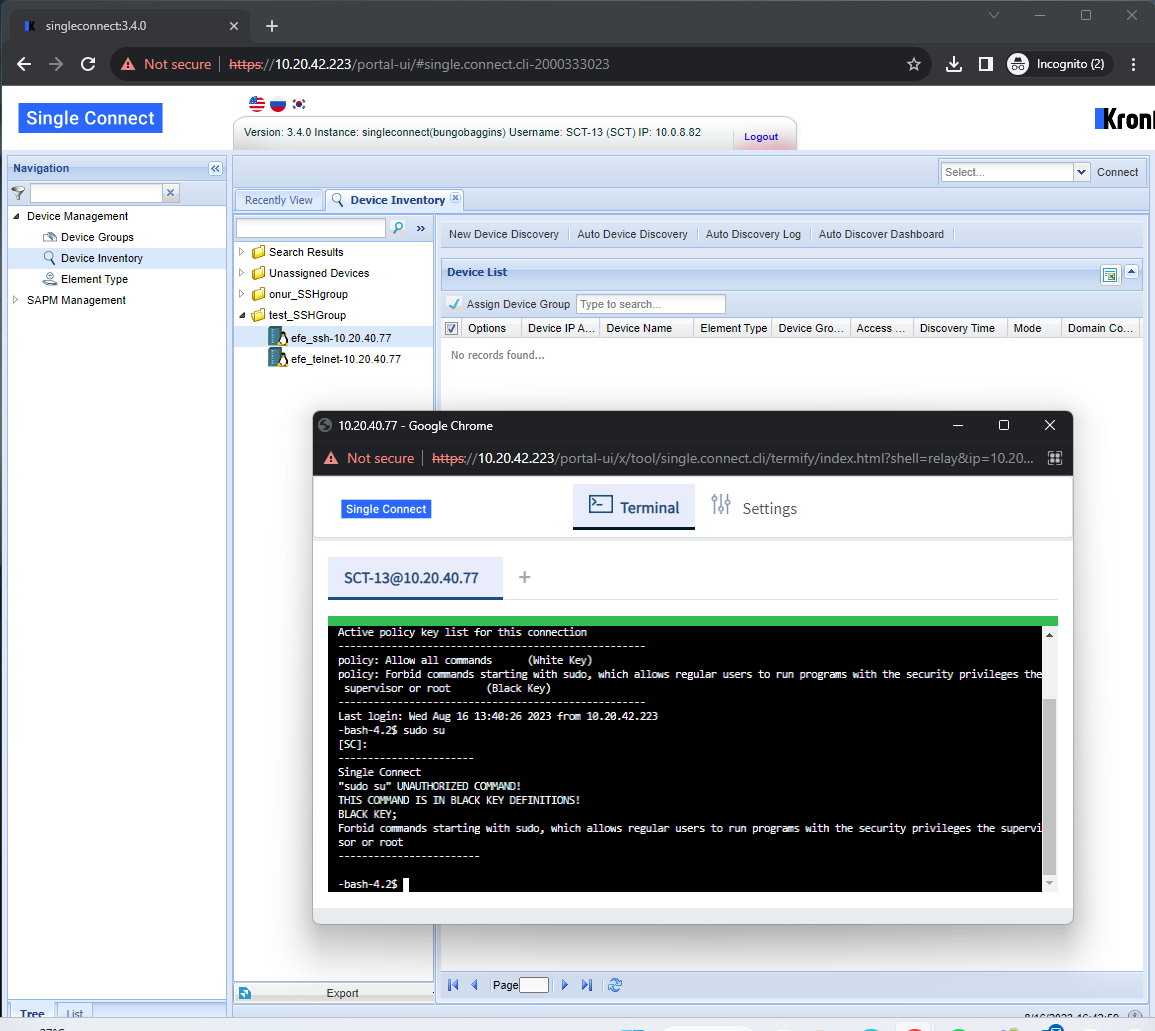 singleconnect:3.4.0
Not secure https://10.20.42.223/portal-ui/#single.connect.cli-2000333023
Incognito (2)
Single Connect
Version: 3.4.0 Instance: singleconnect(bungobaggins) Username: SCT-13 (SCT) IP: 10.0.8.82
Logout
Kron
Navigation
Select...
Connect
Device Management
Device Groups
Device Inventory
Element Type
SAPM Management
Recently View
Device Inventory
Search Results
Unassigned Devices
onur_SSHgroup
test_SSHGroup
efe_ssh-10.20.40.77
efe_telnet-10.20.40.77
New Device Discovery
Auto Device Discovery
Auto Discovery Log
Auto Discover Dashboard
Device List
Assign Device Group
Type to search...
Options
Device IP A...
Device Name
Element Type
Device Gro...
Access ...
Discovery Time
Mode
Domain Co...
No records found...
10.20.40.77 - Google Chrome
Not secure https://10.20.42.223/portal-ui/x/tool/single.connect.cli/termify/index.html?shell=relay&ip=10.20...
Single Connect
Terminal
Settings
SCT-13@10.20.40.77
Active policy key list for this connection
----------------------------------------------------
policy: Allow all commands      (White Key)
policy: Forbid commands starting with sudo, which allows regular users to run programs with the security privileges the
supervisor or root      (Black Key)
----------------------------------------------------
Last login: Wed Aug 16 13:40:26 2023 from 10.20.42.223
-bash-4.2$ sudo su
[SC]:
-----------------------
Single Connect
"sudo su" UNAUTHORIZED COMMAND!
THIS COMMAND IS IN BLACK KEY DEFINITIONS!
BLACK KEY;
Forbid commands starting with sudo, which allows regular users to run programs with the security privileges the supervi
sor or root
------------------------
-bash-4.2$
Page
Export
Tree
List